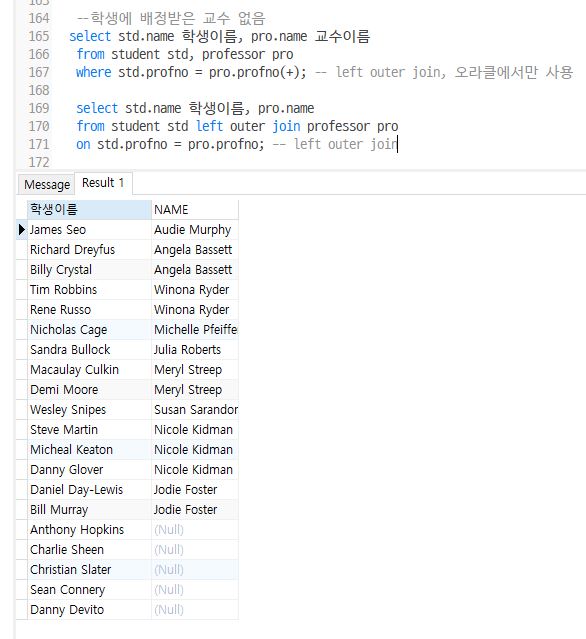 164 --학생에 배정받은 교수 없음
165 select std.name 학생이름, pro.name 교수이름
166 from student std, professor pro
167 where std.profno = pro.profno(+); -- left outer join, 오라클에서만 사용
168
169 select std.name 학생이름, pro.name
170 from student std left outer join professor pro
171 on std.profno = pro.profno; -- left outer join
172
Message Result 1
학생이름 NAME
James Seo Audie Murphy
Richard Dreyfus Angela Bassett
Billy Crystal Angela Bassett
Tim Robbins Winona Ryder
Rene Russo Winona Ryder
Nicholas Cage Michelle Pfeiffe
Sandra Bullock Julia Roberts
Macaulay Culkin Meryl Streep
Demi Moore Meryl Streep
Wesley Snipes Susan Sarandor
Steve Martin Nicole Kidman
Micheal Keaton Nicole Kidman
Danny Glover Nicole Kidman
Daniel Day-Lewis Jodie Foster
Bill Murray Jodie Foster
Anthony Hopkins (Null)
Charlie Sheen (Null)
Christian Slater (Null)
Sean Connery (Null)
Danny Devito (Null)